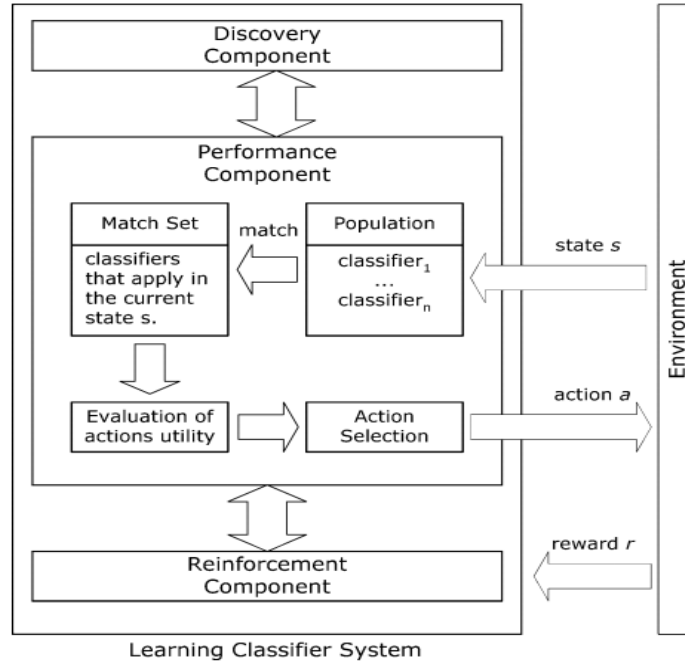 Discovery
Component
Performance
Component
Match Set
classifiers
that apply in
the current
state s.
match
Population
classifier₁
...
classifierₙ
state s
Evaluation of
actions utility
Action
Selection
action a
Reinforcement
Component
reward r
Environment
Learning Classifier System